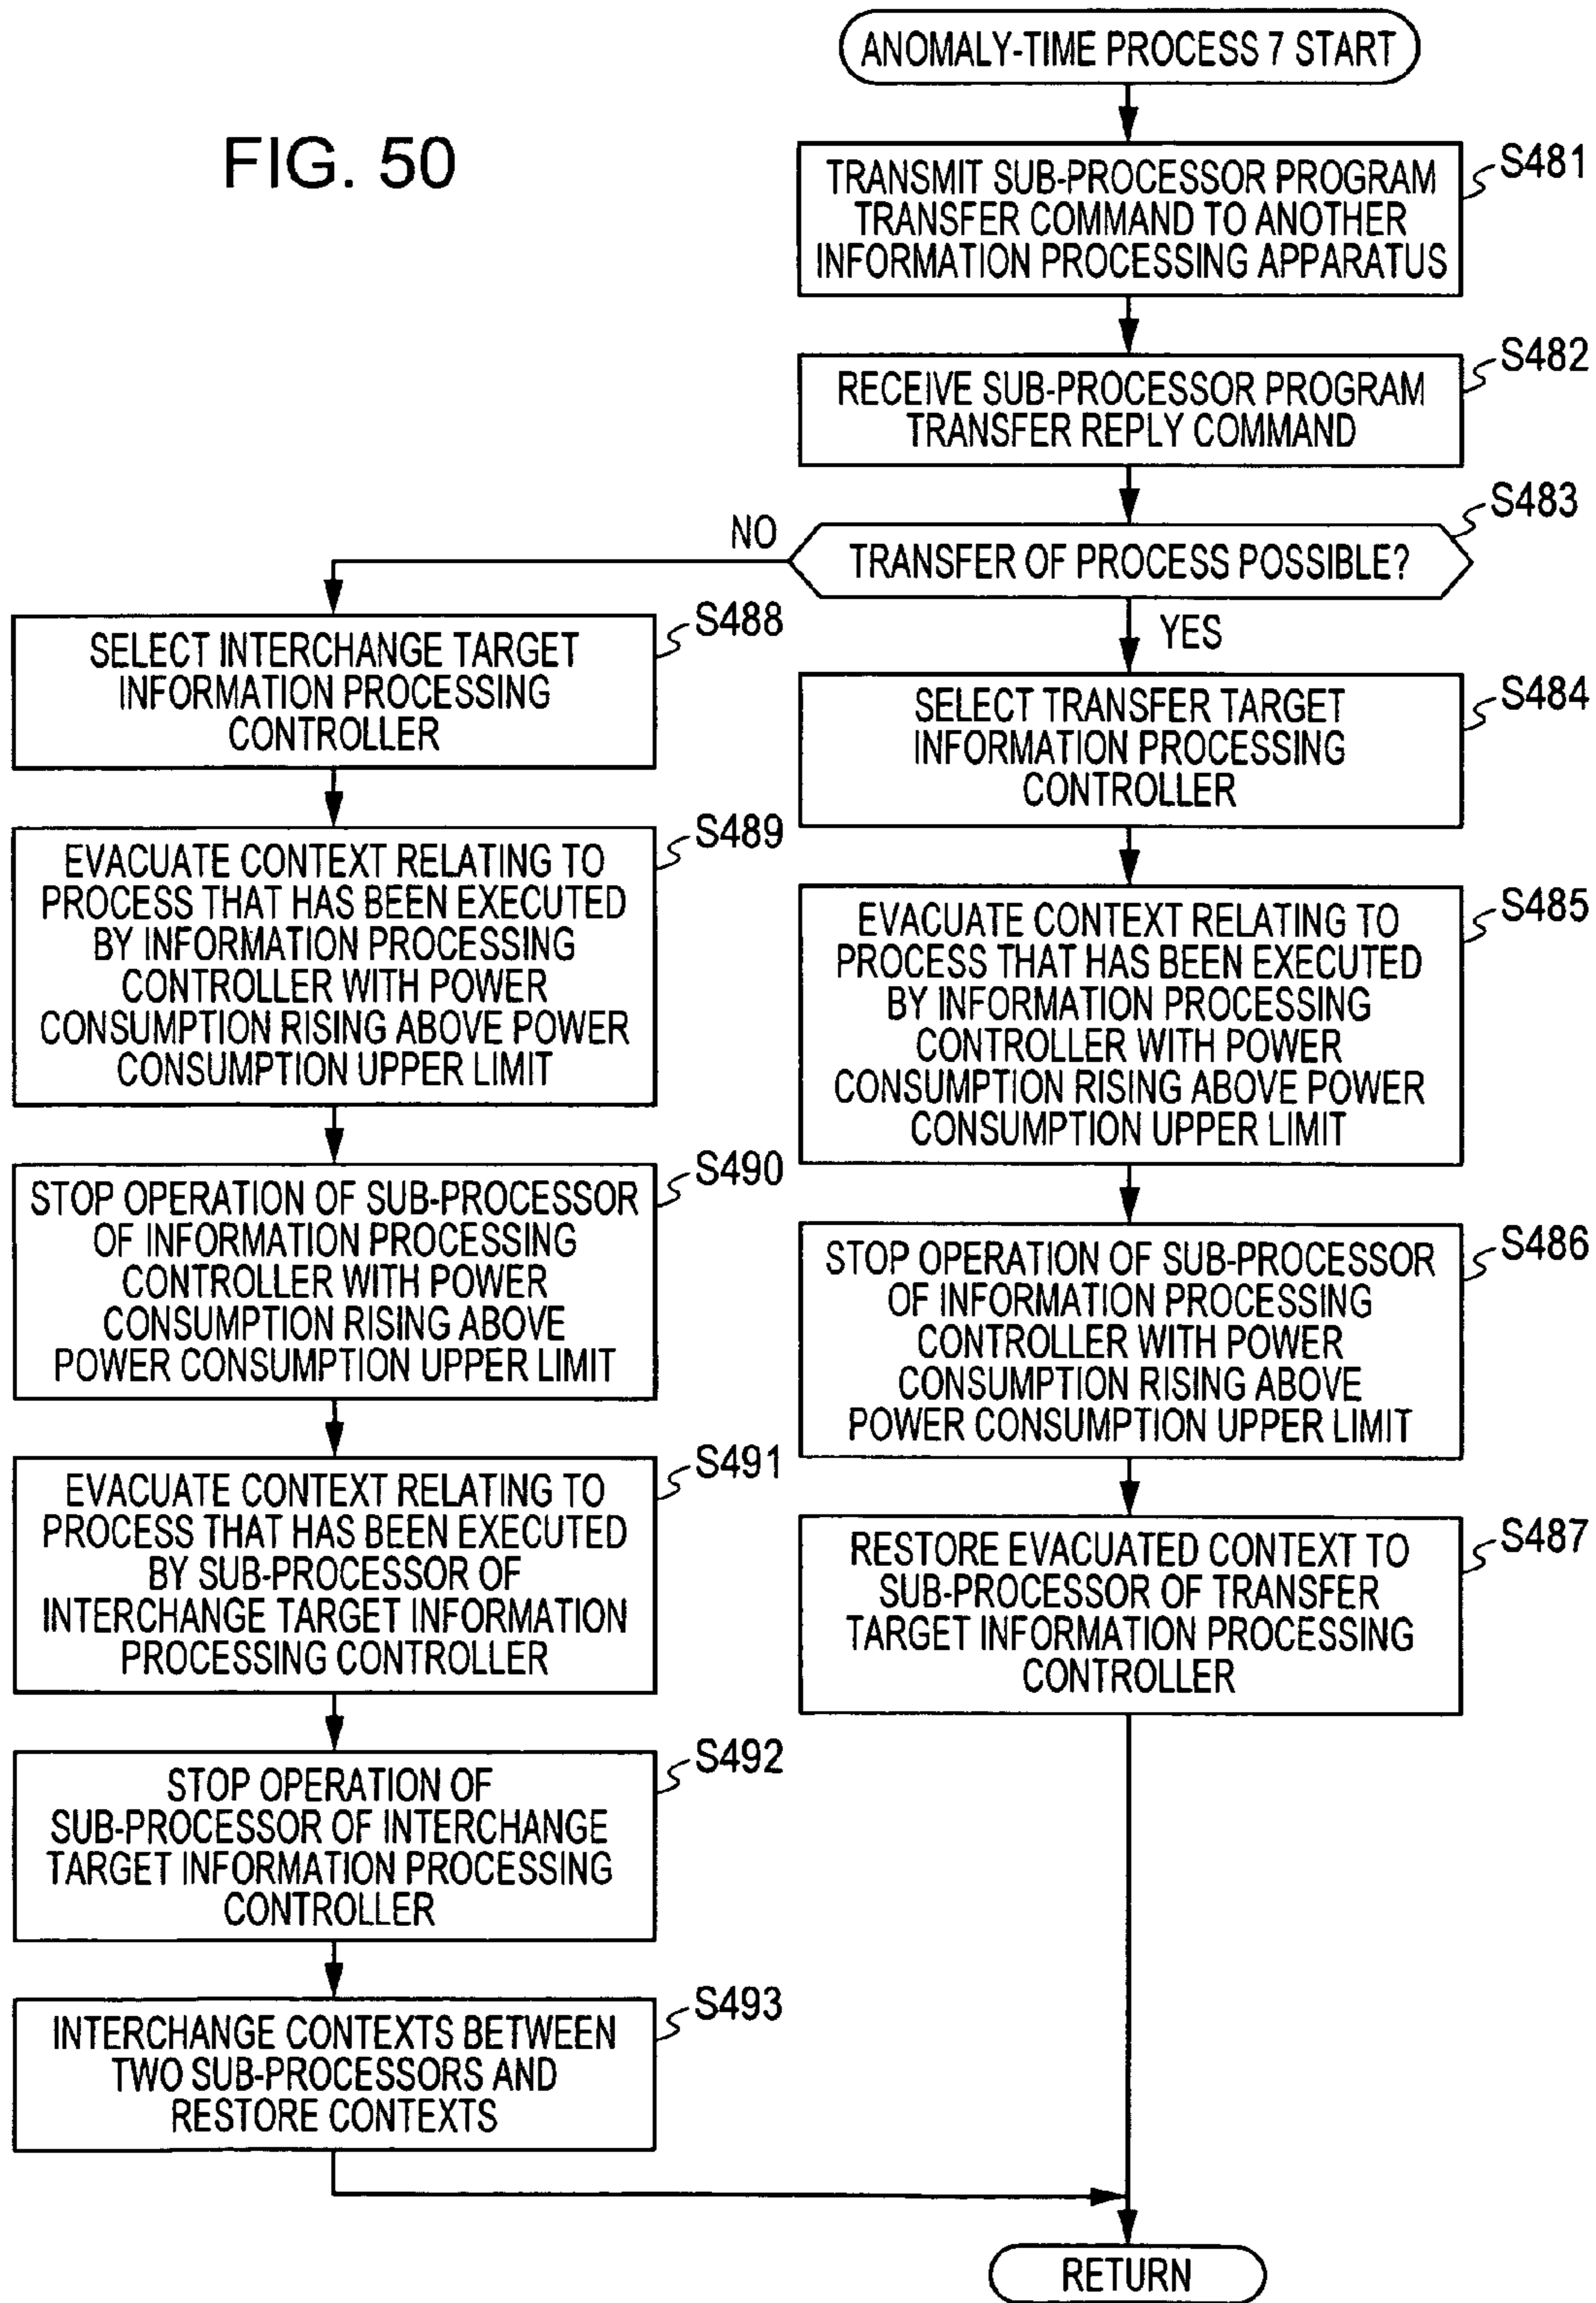 FIG. 50
ANOMALY-TIME PROCESS 7 START
S481
TRANSMIT SUB-PROCESSOR PROGRAM
TRANSFER COMMAND TO ANOTHER
INFORMATION PROCESSING APPARATUS
S482
RECEIVE SUB-PROCESSOR PROGRAM
TRANSFER REPLY COMMAND
S483
TRANSFER OF PROCESS POSSIBLE?
NO
YES
S484
SELECT TRANSFER TARGET
INFORMATION PROCESSING
CONTROLLER
S485
EVACUATE CONTEXT RELATING TO
PROCESS THAT HAS BEEN EXECUTED
BY INFORMATION PROCESSING
CONTROLLER WITH POWER
CONSUMPTION RISING ABOVE POWER
CONSUMPTION UPPER LIMIT
S486
STOP OPERATION OF SUB-PROCESSOR
OF INFORMATION PROCESSING
CONTROLLER WITH POWER
CONSUMPTION RISING ABOVE
POWER CONSUMPTION UPPER LIMIT
S487
RESTORE EVACUATED CONTEXT TO
SUB-PROCESSOR OF TRANSFER
TARGET INFORMATION PROCESSING
CONTROLLER
S488
SELECT INTERCHANGE TARGET
INFORMATION PROCESSING
CONTROLLER
S489
EVACUATE CONTEXT RELATING TO
PROCESS THAT HAS BEEN EXECUTED
BY INFORMATION PROCESSING
CONTROLLER WITH POWER
CONSUMPTION RISING ABOVE POWER
CONSUMPTION UPPER LIMIT
S490
STOP OPERATION OF SUB-PROCESSOR
OF INFORMATION PROCESSING
CONTROLLER WITH POWER
CONSUMPTION RISING ABOVE
POWER CONSUMPTION UPPER LIMIT
S491
EVACUATE CONTEXT RELATING TO
PROCESS THAT HAS BEEN EXECUTED
BY SUB-PROCESSOR OF
INTERCHANGE TARGET INFORMATION
PROCESSING CONTROLLER
S492
STOP OPERATION OF
SUB-PROCESSOR OF INTERCHANGE
TARGET INFORMATION PROCESSING
CONTROLLER
S493
INTERCHANGE CONTEXTS BETWEEN
TWO SUB-PROCESSORS AND
RESTORE CONTEXTS
RETURN